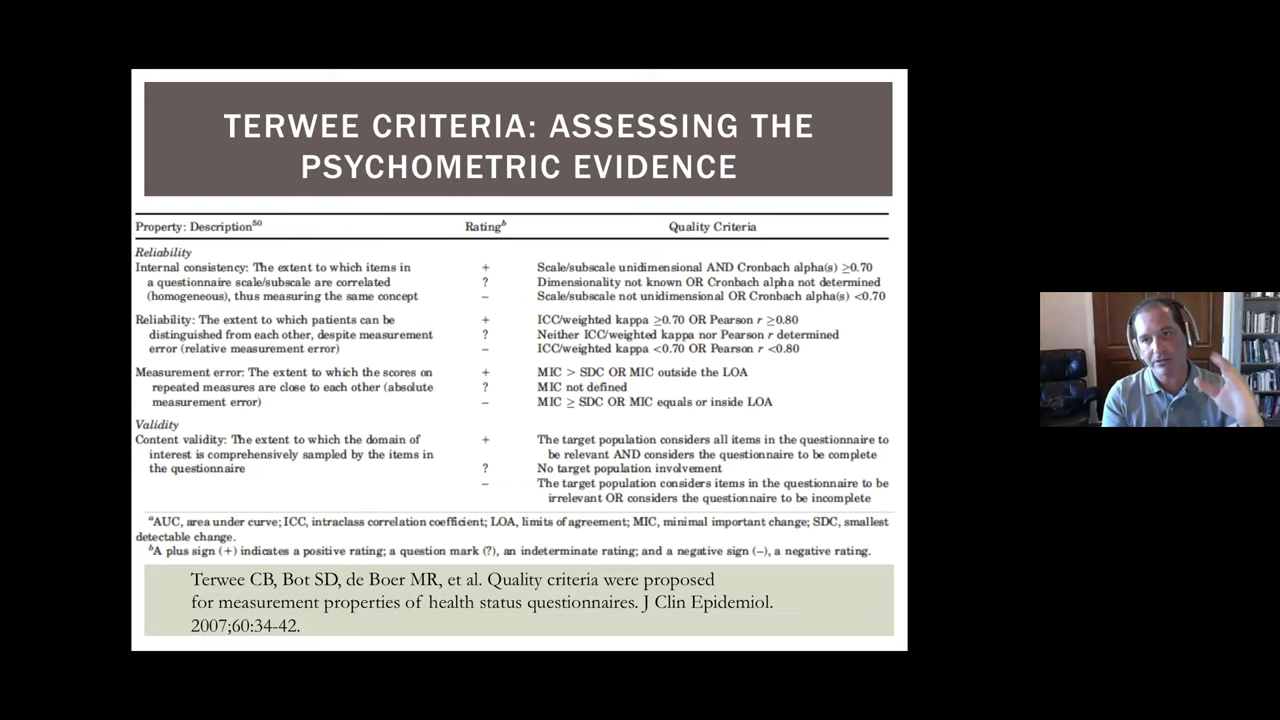 TERWEE CRITERIA: ASSESSING THE
PSYCHOMETRIC EVIDENCE
Property: Description⁵⁰ Ratingᵇ Quality Criteria
Reliability
Internal consistency: The extent to which items in + Scale/subscale unidimensional AND Cronbach alpha(s) ≥0.70
a questionnaire scale/subscale are correlated ? Dimensionality not known OR Cronbach alpha not determined
(homogeneous), thus measuring the same concept – Scale/subscale not unidimensional OR Cronbach alpha(s) <0.70
Reliability: The extent to which patients can be + ICC/weighted kappa ≥0.70 OR Pearson r ≥0.80
distinguished from each other, despite measurement ? Neither ICC/weighted kappa nor Pearson r determined
error (relative measurement error) – ICC/weighted kappa <0.70 OR Pearson r <0.80
Measurement error: The extent to which the scores on + MIC > SDC OR MIC outside the LOA
repeated measures are close to each other (absolute ? MIC not defined
measurement error) – MIC ≥ SDC OR MIC equals or inside LOA
Validity
Content validity: The extent to which the domain of + The target population considers all items in the questionnaire to
interest is comprehensively sampled by the items in be relevant AND considers the questionnaire to be complete
the questionnaire ? No target population involvement
– The target population considers items in the questionnaire to be
irrelevant OR considers the questionnaire to be incomplete
ᵃAUC, area under curve; ICC, intraclass correlation coefficient; LOA, limits of agreement; MIC, minimal important change; SDC, smallest
detectable change.
ᵇA plus sign (+) indicates a positive rating; a question mark (?), an indeterminate rating; and a negative sign (–), a negative rating.
Terwee CB, Bot SD, de Boer MR, et al. Quality criteria were proposed
for measurement properties of health status questionnaires. J Clin Epidemiol.
2007;60:34-42.